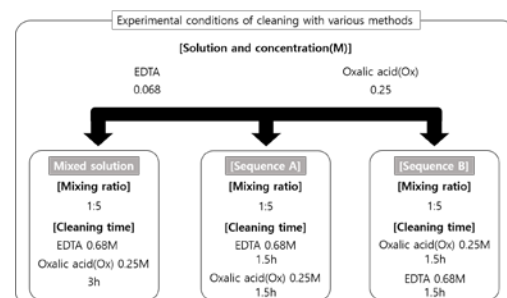 Experimental conditions of cleaning with various methods
[Solution and concentration(M)]
EDTA
0.068
Oxalic acid(Ox)
0.25
Mixed solution
[Mixing ratio]
1:5
[Cleaning time]
EDTA 0.68M
Oxalic acid(Ox) 0.25M
3h
[Sequence A]
[Mixing ratio]
1:5
[Cleaning time]
EDTA 0.68M
1.5h
Oxalic acid(Ox) 0.25M
1.5h
[Sequence B]
[Mixing ratio]
1:5
[Cleaning time]
Oxalic acid(Ox) 0.25M
1.5h
EDTA 0.68M
1.5h